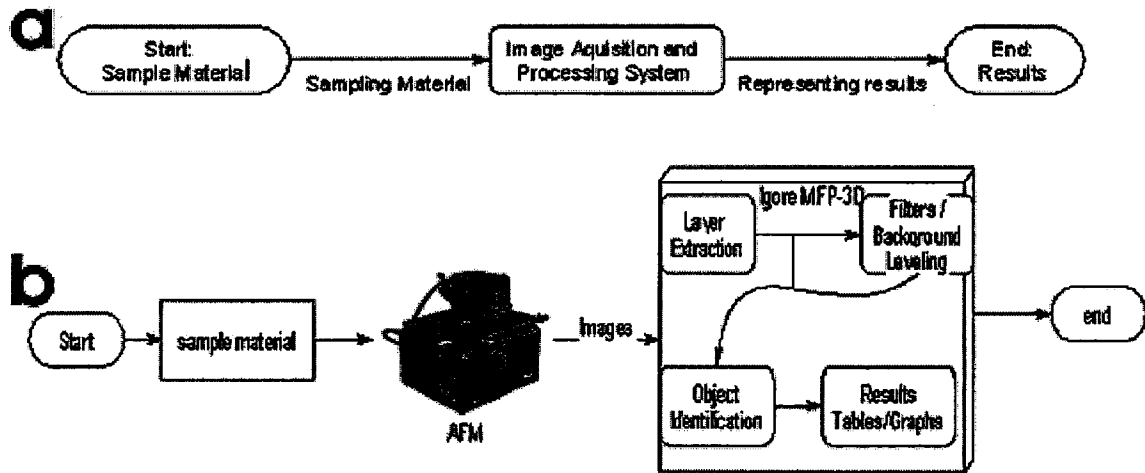 a
Start:
Sample Material
Sampling Material
Image Aquisition and
Processing System
Representing results
End:
Results
b
Start
sample material
AFM
Images
Igore MFP-3D
Layer
Extraction
Filters /
Background
Leveling
Object
Identification
Results
Tables/Graphs
end